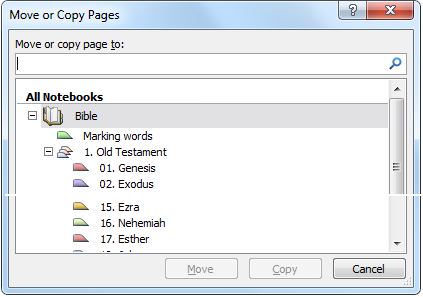 Move or Copy Pages
Move or copy page to:
All Notebooks
Bible
Marking words
1. Old Testament
01. Genesis
02. Exodus
15. Ezra
16. Nehemiah
17. Esther
Move
Copy
Cancel